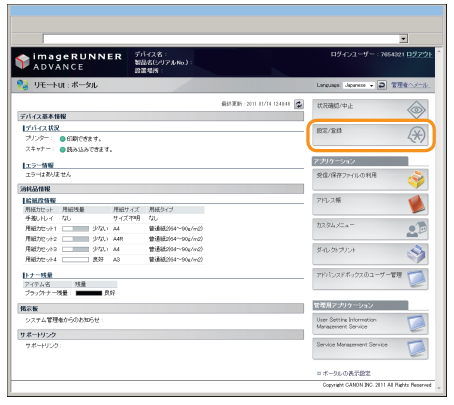 imageRUNNER
ADVANCE
デバイス名 :
製品名(シリアルNo.) :
設置場所 :
ログインユーザー : 7654321 ログアウト
リモートUI : ポータル
Language: Japanese
管理者へメール
最終更新 : 2011 01/14 12:46:46
デバイス基本情報
デバイス状況
プリンター : 印刷できます。
スキャナー : 読み込みできます。
エラー情報
エラーはありません
消耗品情報
給紙段情報
用紙カセット 用紙残量 用紙サイズ 用紙タイプ
手差しトレイ なし サイズ不明 なし
用紙カセット1 少ない A4 普通紙2(64～90g/m2)
用紙カセット2 少ない A4R 普通紙2(64～90g/m2)
用紙カセット3 少ない A4 普通紙2(64～90g/m2)
用紙カセット4 良好 A3 普通紙2(64～90g/m2)
トナー残量
アイテム名 残量
ブラックトナー残量 : 良好
掲示板
システム管理者からのお知らせ :
サポートリンク
サポートリンク:
状況確認/中止
設定/登録
アプリケーション
受信/保存ファイルの利用
アドレス帳
カスタムメニュー
ダイレクトプリント
アドバンスドボックスのユーザー管理
管理用アプリケーション
User Setting Information
Management Service
Service Management Service
ポータルの表示設定
Copyright CANON INC. 2011 All Rights Reserved